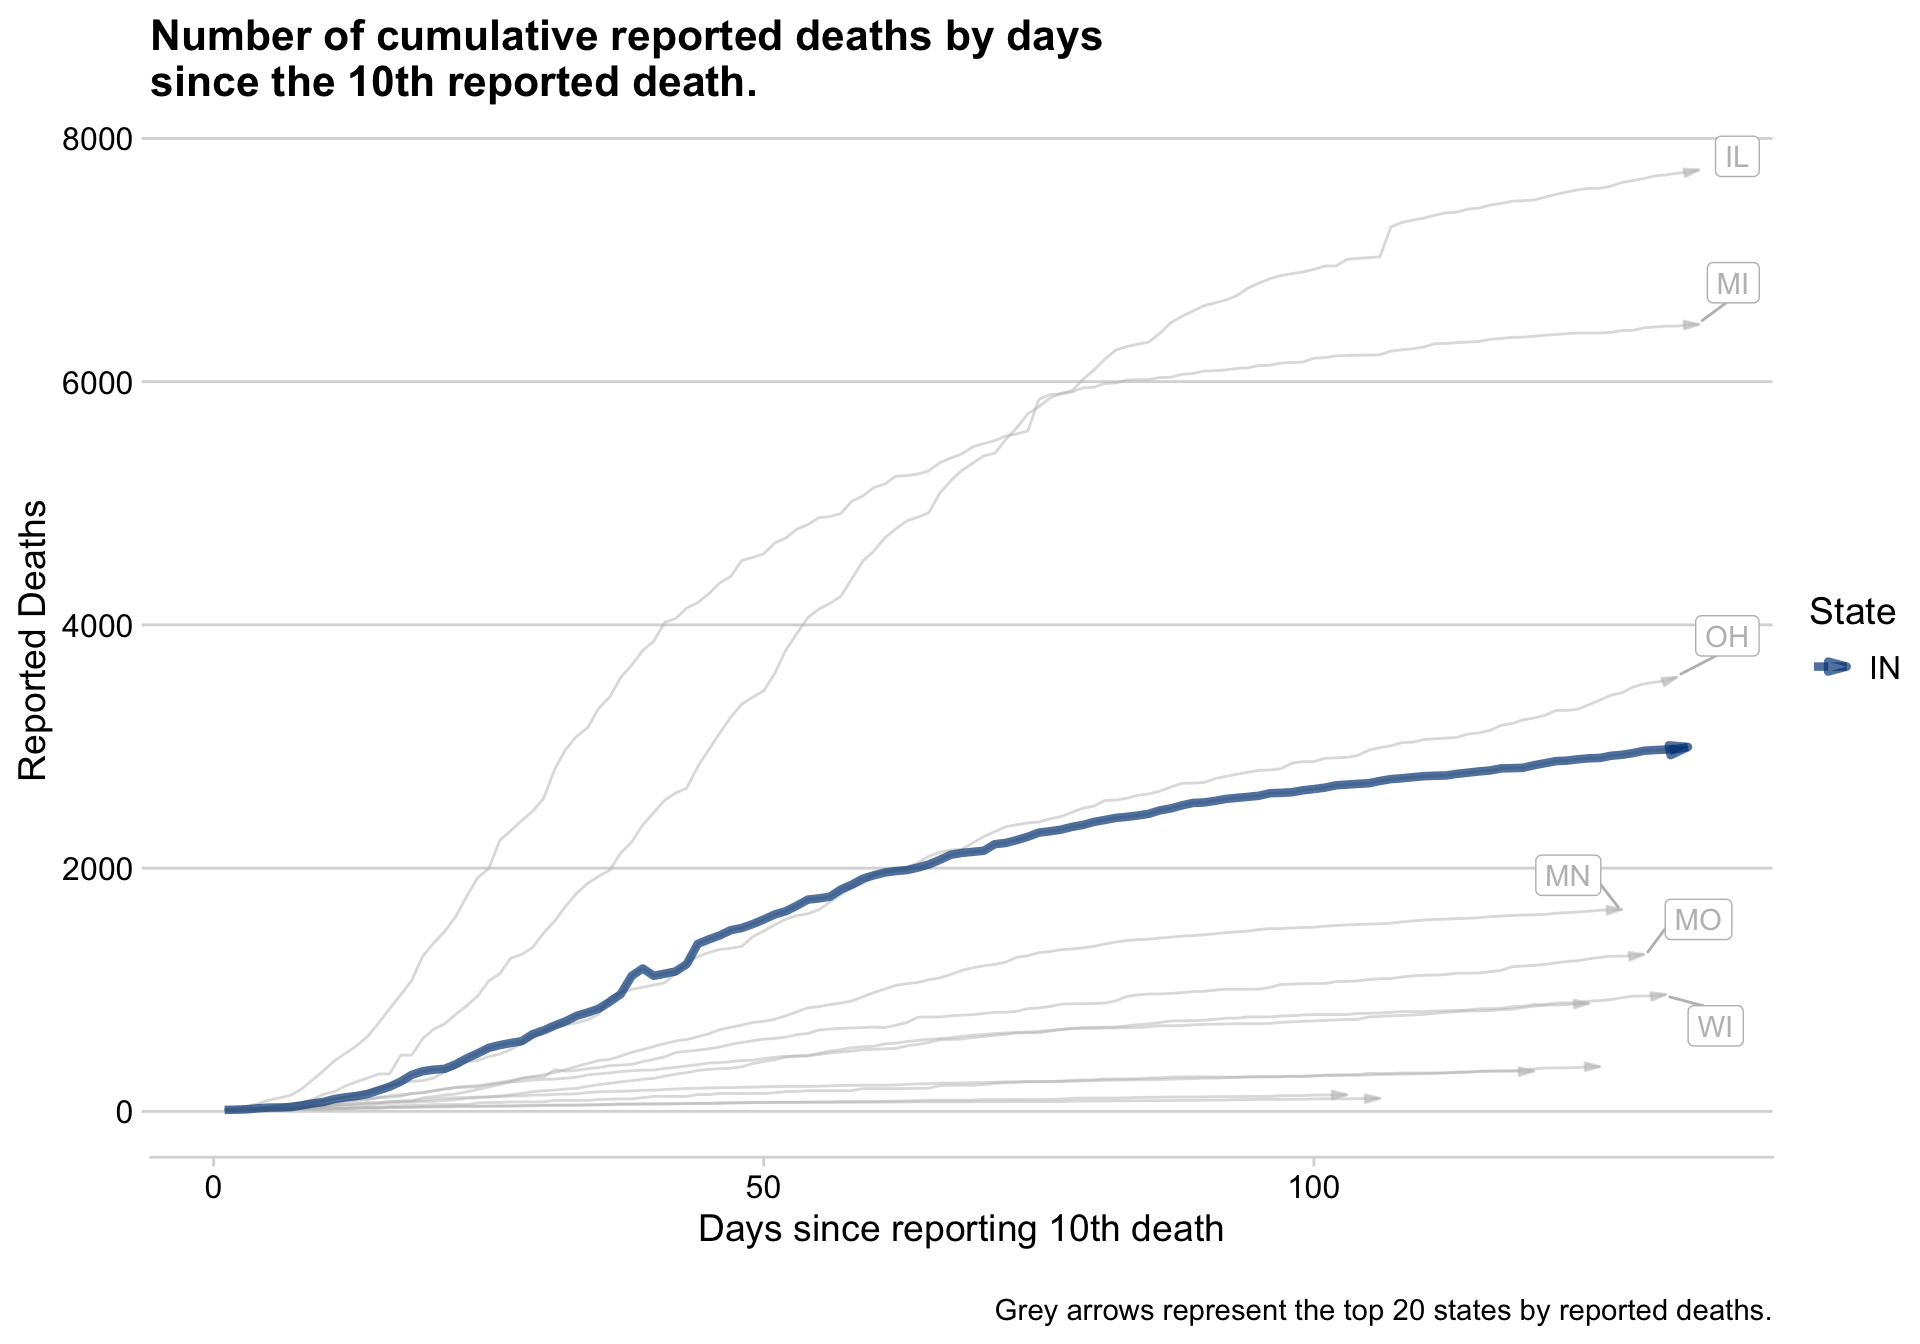 Number of cumulative reported deaths by days
since the 10th reported death.
8000
6000
4000
2000
0
Reported Deaths
IL
MI
OH
MN
MO
WI
State
IN
0
50
100
Days since reporting 10th death
Grey arrows represent the top 20 states by reported deaths.